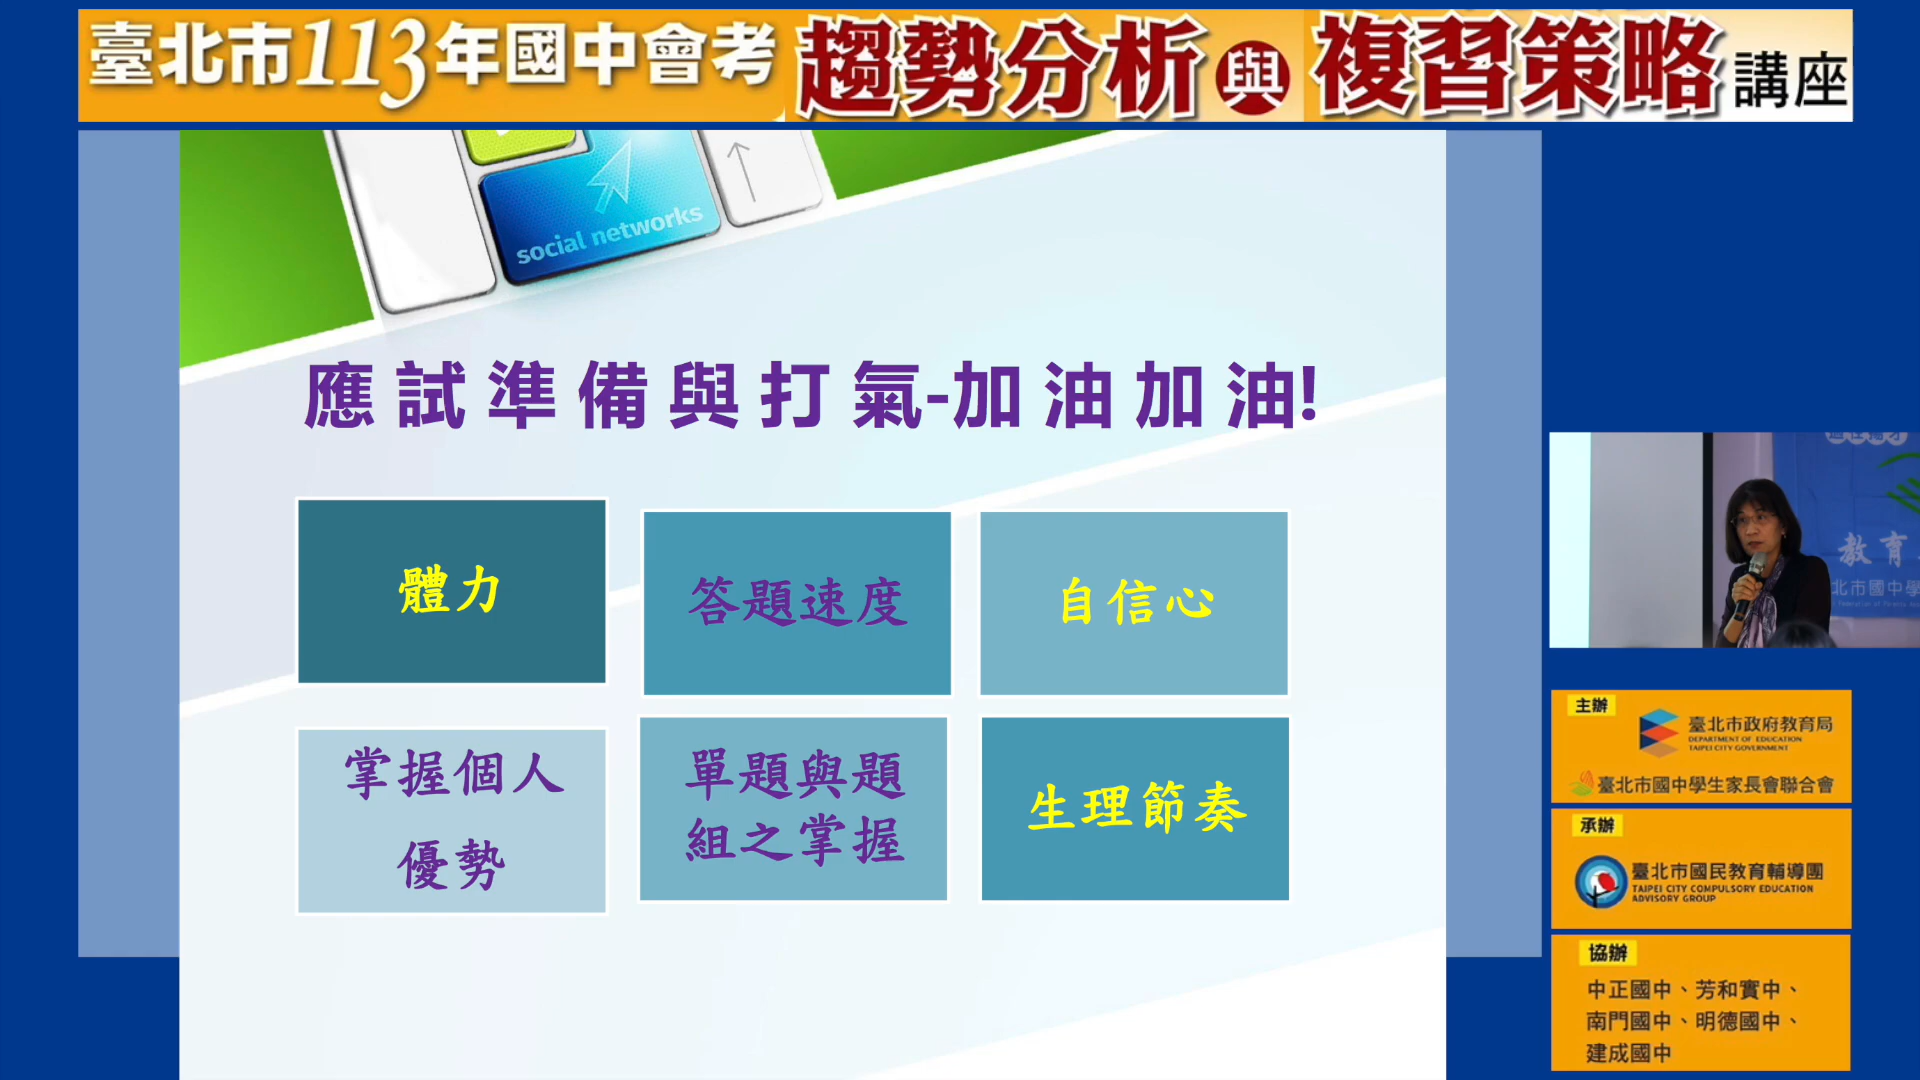 臺北市113年國中會考 趨勢分析與複習策略講座
social networks
應試準備與打氣-加油加油!
體力
答題速度
自信心
掌握個人
優勢
單題與題
組之掌握
生理節奏
教育
北市國中學
主辦
臺北市政府教育局
DEPARTMENT OF EDUCATION
TAIPEI CITY GOVERNMENT
臺北市國中學生家長會聯合會
承辦
臺北市國民教育輔導團
TAIPEI CITY COMPULSORY EDUCATION
ADVISORY GROUP
協辦
中正國中、芳和實中、
南門國中、明德國中、
建成國中